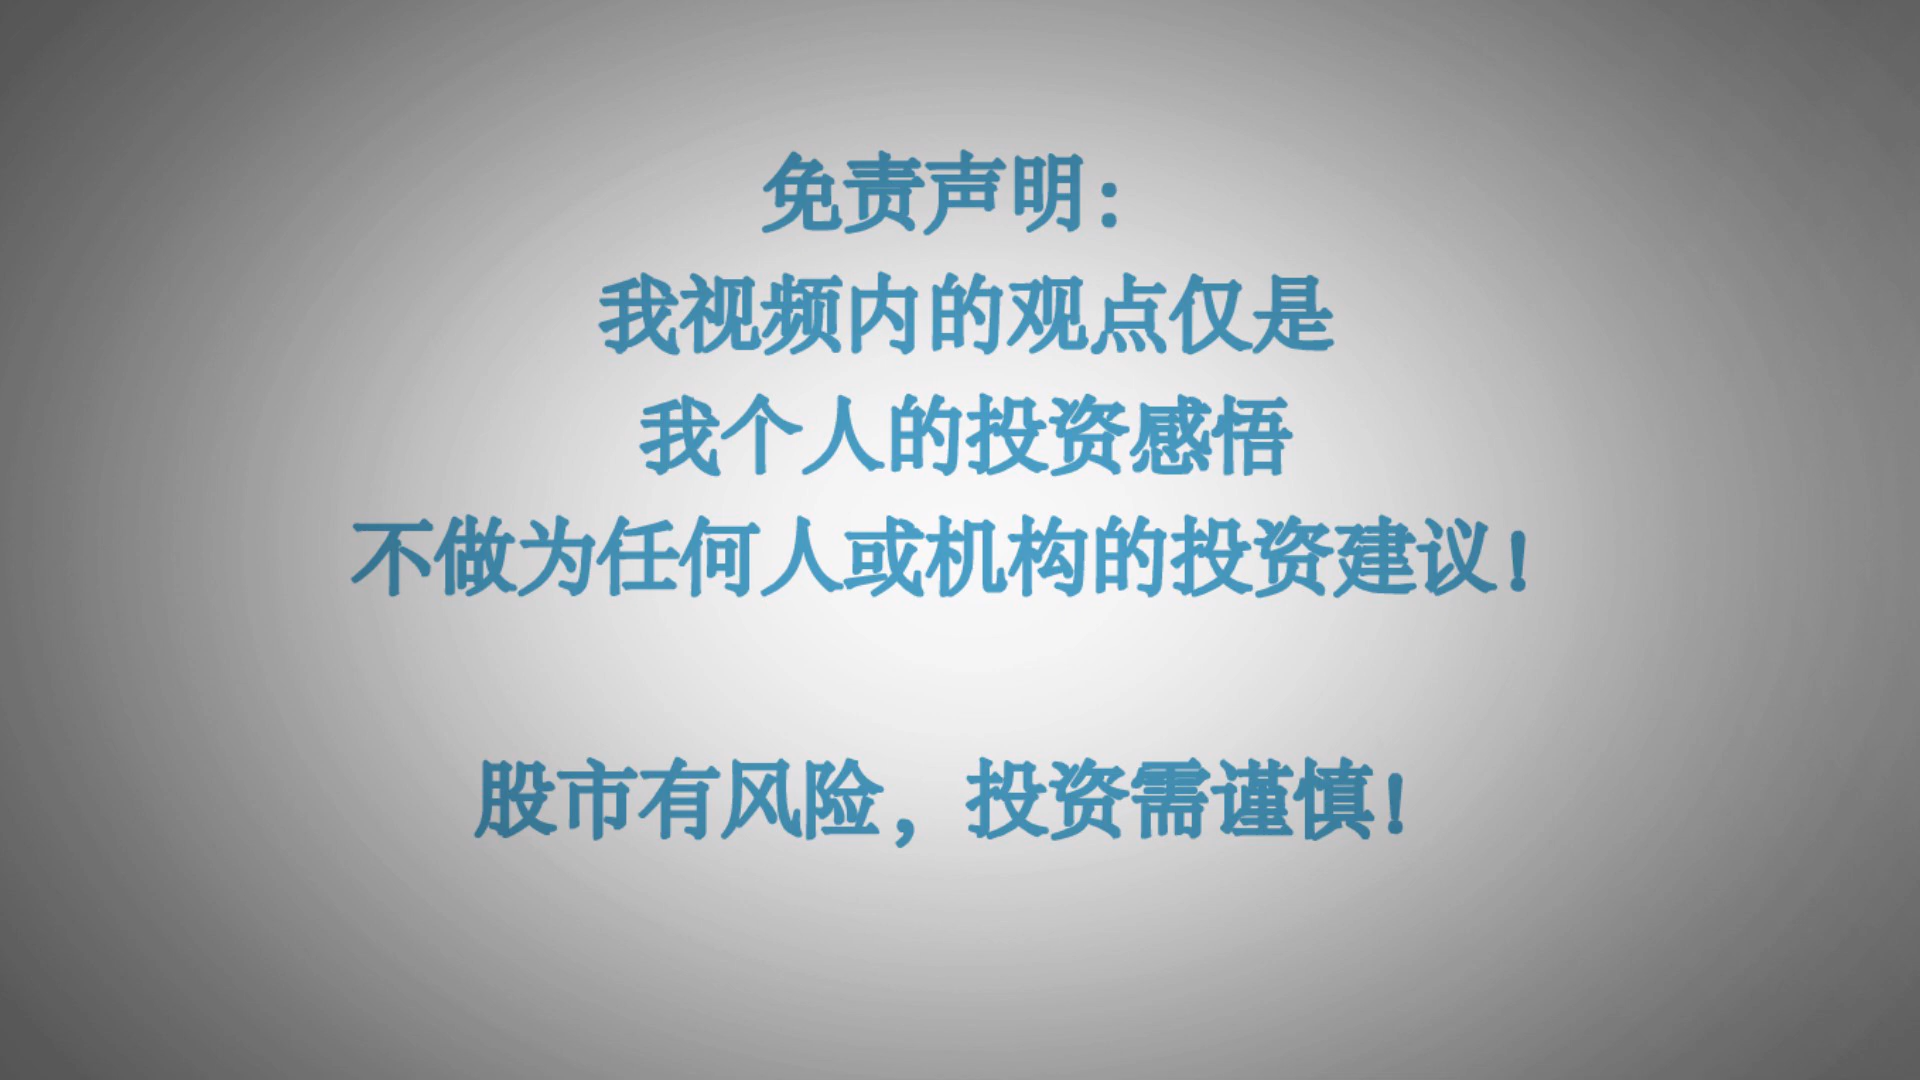 免责声明：
我视频内的观点仅是
我个人的投资感悟
不做为任何人或机构的投资建议！
股市有风险，投资需谨慎！